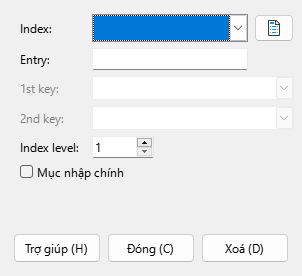 Index:
Entry:
1st key:
2nd key:
Index level: 1
Mục nhập chính
Trợ giúp (H) Đóng (C) Xoá (D)